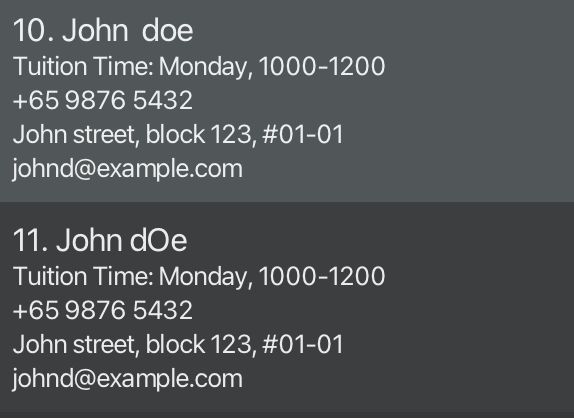 10. John  doe
Tuition Time: Monday, 1000-1200
+65 9876 5432
John street, block 123, #01-01
johnd@example.com
11. John dOe
Tuition Time: Monday, 1000-1200
+65 9876 5432
John street, block 123, #01-01
johnd@example.com